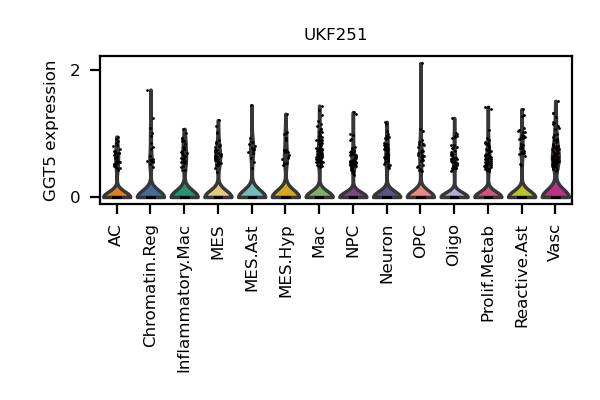 UKF251
GGT5 expression
2
0
AC
Chromatin.Reg
Inflammatory.Mac
MES
MES.Ast
MES.Hyp
Mac
NPC
Neuron
OPC
Oligo
Prolif.Metab
Reactive.Ast
Vasc